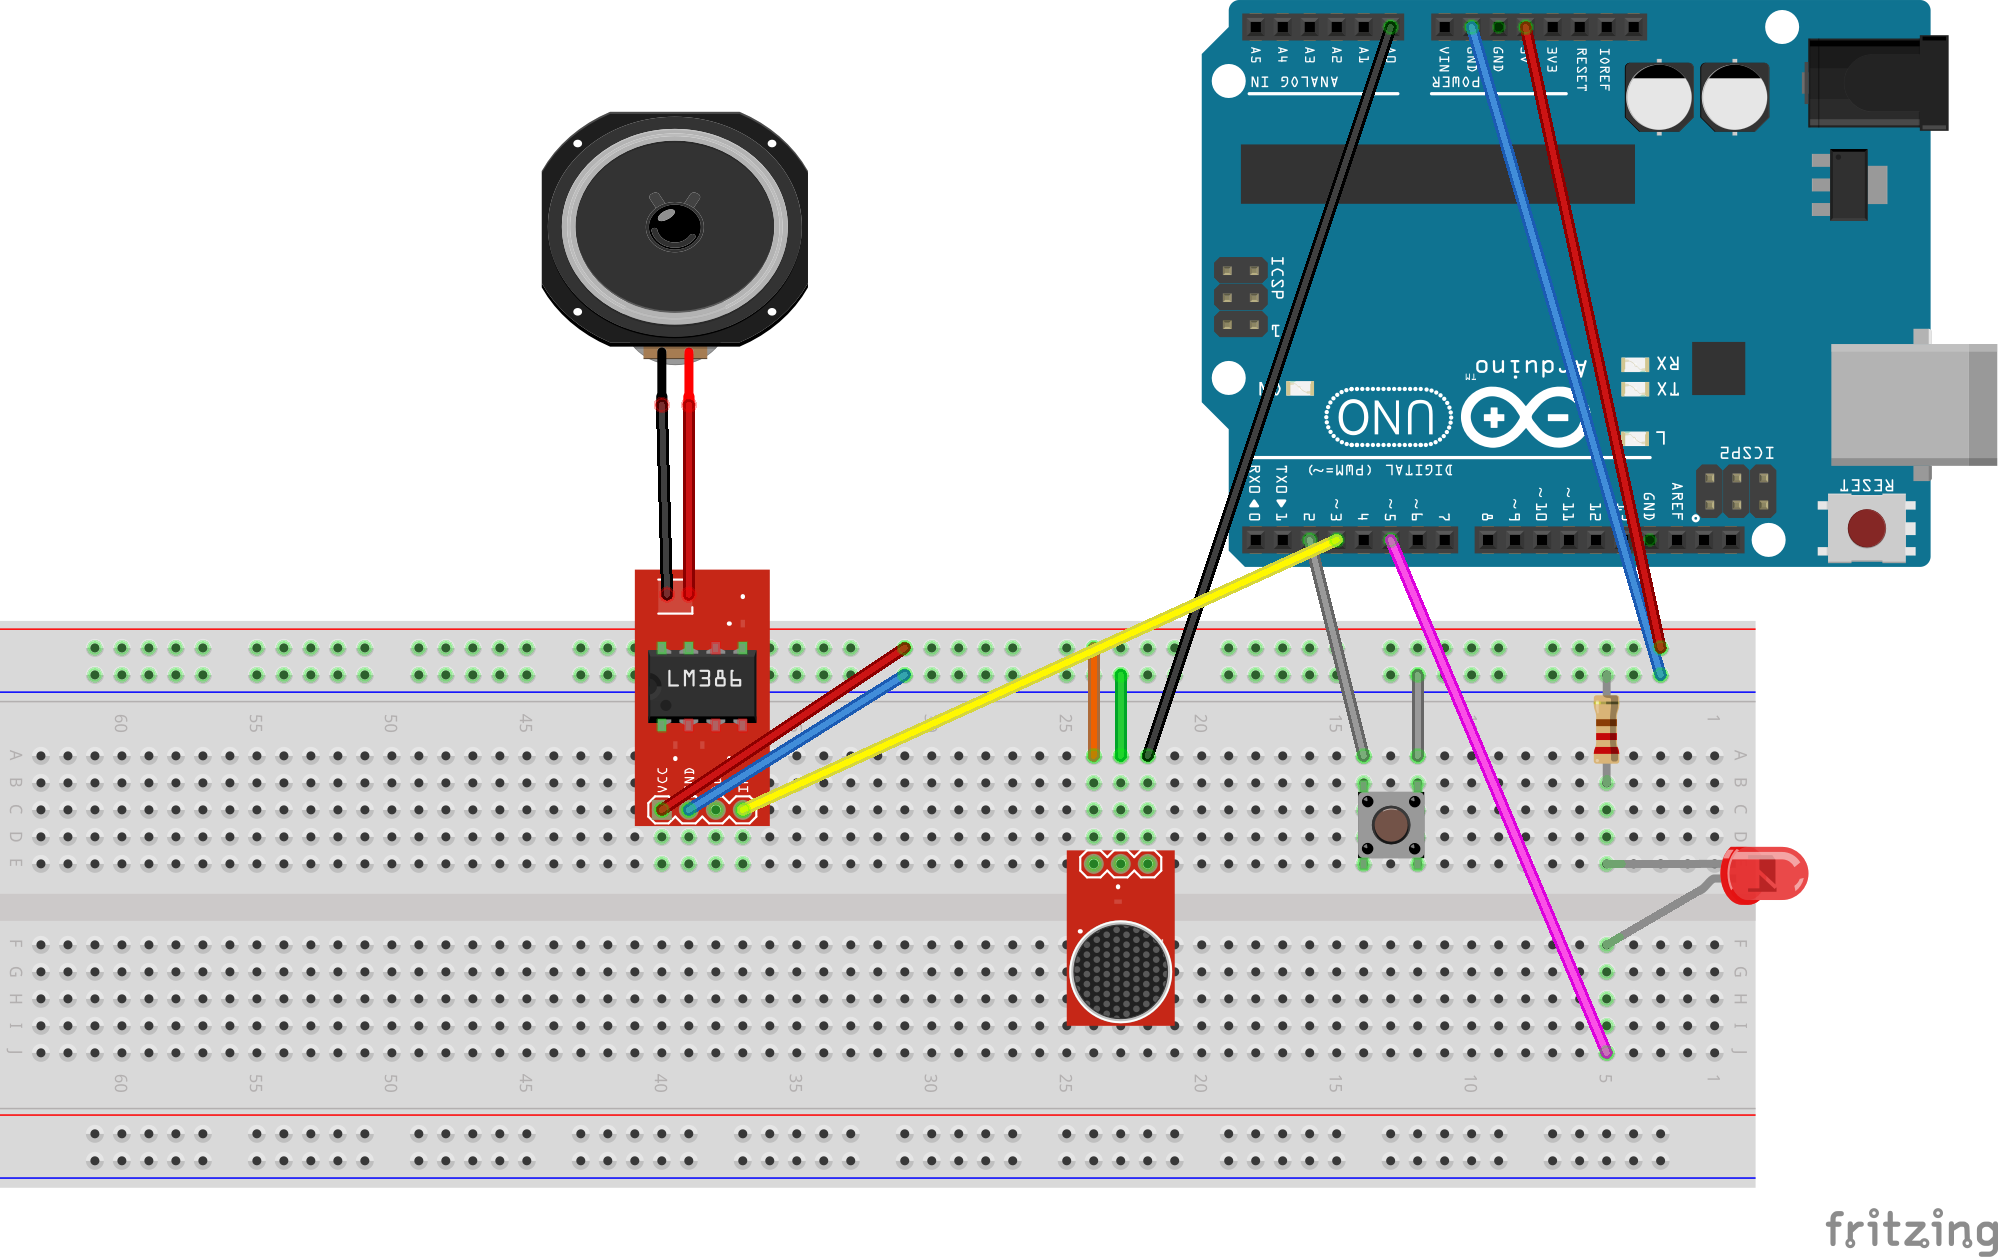 A5 A4 A3 A2 A1 A0
VIN GND GND 5V 3V3 RESET IOREF
ANALOG IN
POWER
ICSP
1
Arduino
TM
UNO
RX
TX
L
ICSP2
DIGITAL (PWM=~)
RX0 0
TX0 1
2 ~3 4 ~5 ~6 7
8 ~9 ~10 ~11 12 GND AREF
RESET
LM386
VCC
60 55 50 45 25 20 15 1
A A
B B
C C
D D
E E
F F
G G
H H
I I
J J
60 55 50 45 40 35 30 25 20 15 10 5 1
fritzing